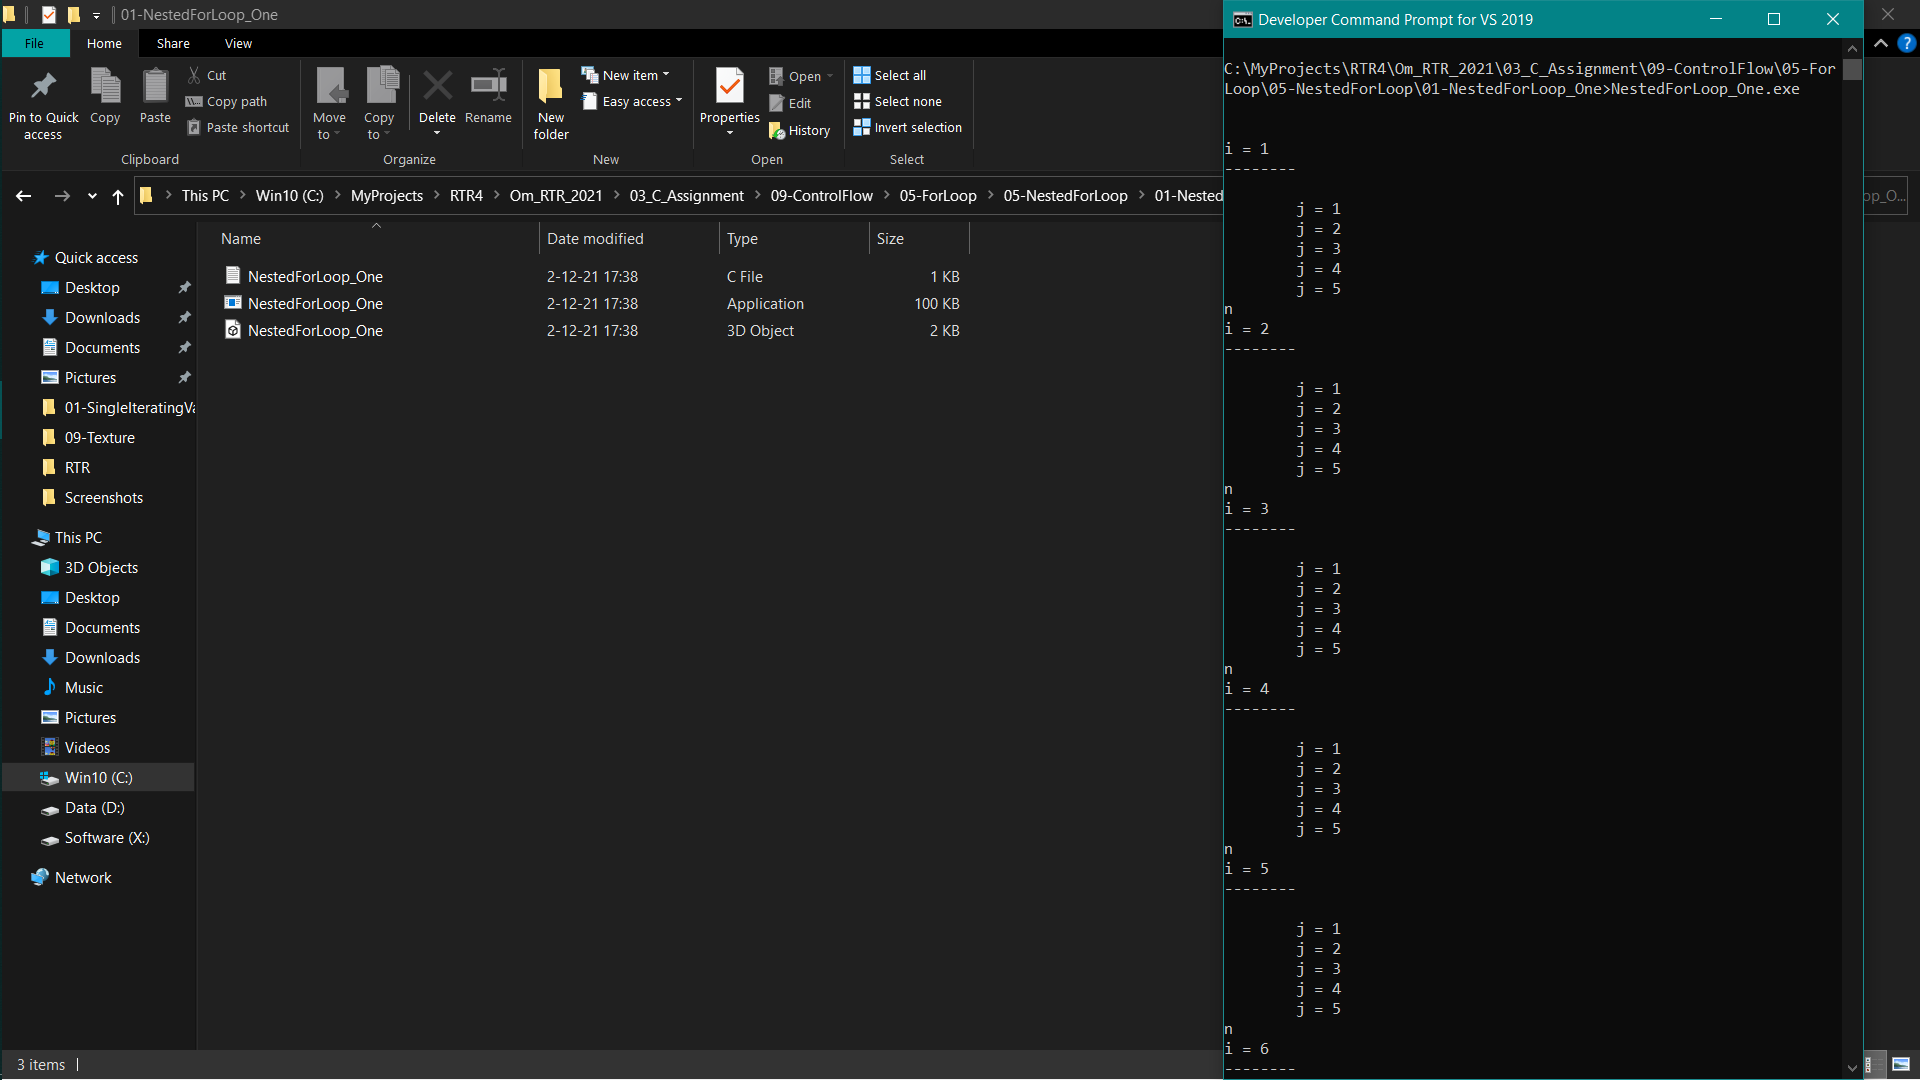 01-NestedForLoop_One
File Home Share View
Pin to Quick access
Copy
Paste
Cut
Copy path
Paste shortcut
Clipboard
Move to
Copy to
Delete
Rename
Organize
New folder
New item
Easy access
New
Properties
Open
Edit
History
Open
Select all
Select none
Invert selection
Select
This PC > Win10 (C:) > MyProjects > RTR4 > Om_RTR_2021 > 03_C_Assignment > 09-ControlFlow > 05-ForLoop > 05-NestedForLoop > 01-Nested
op_O...
Name Date modified Type Size
NestedForLoop_One 2-12-21 17:38 C File 1 KB
NestedForLoop_One 2-12-21 17:38 Application 100 KB
NestedForLoop_One 2-12-21 17:38 3D Object 2 KB
Quick access
Desktop
Downloads
Documents
Pictures
01-SingleIteratingVa
09-Texture
RTR
Screenshots
This PC
3D Objects
Desktop
Documents
Downloads
Music
Pictures
Videos
Win10 (C:)
Data (D:)
Software (X:)
Network
3 items
Developer Command Prompt for VS 2019
C:\MyProjects\RTR4\Om_RTR_2021\03_C_Assignment\09-ControlFlow\05-For
Loop\05-NestedForLoop\01-NestedForLoop_One>NestedForLoop_One.exe
i = 1
--------
j = 1
j = 2
j = 3
j = 4
j = 5
n
i = 2
--------
j = 1
j = 2
j = 3
j = 4
j = 5
n
i = 3
--------
j = 1
j = 2
j = 3
j = 4
j = 5
n
i = 4
--------
j = 1
j = 2
j = 3
j = 4
j = 5
n
i = 5
--------
j = 1
j = 2
j = 3
j = 4
j = 5
n
i = 6
--------